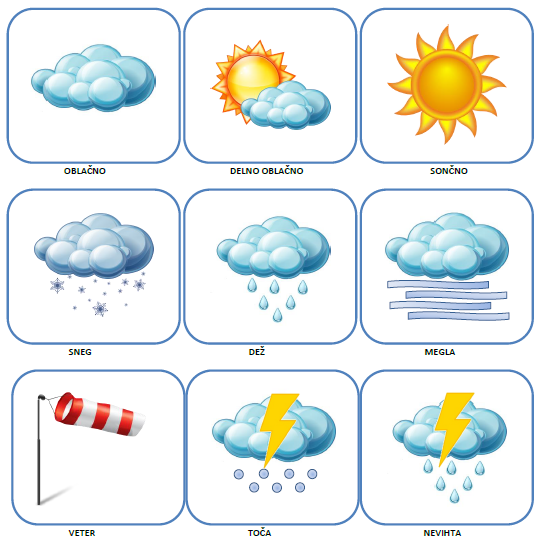 OBLAČNO
DELNO OBLAČNO
SONČNO
SNEG
DEŽ
MEGLA
VETER
TOČA
NEVIHTA